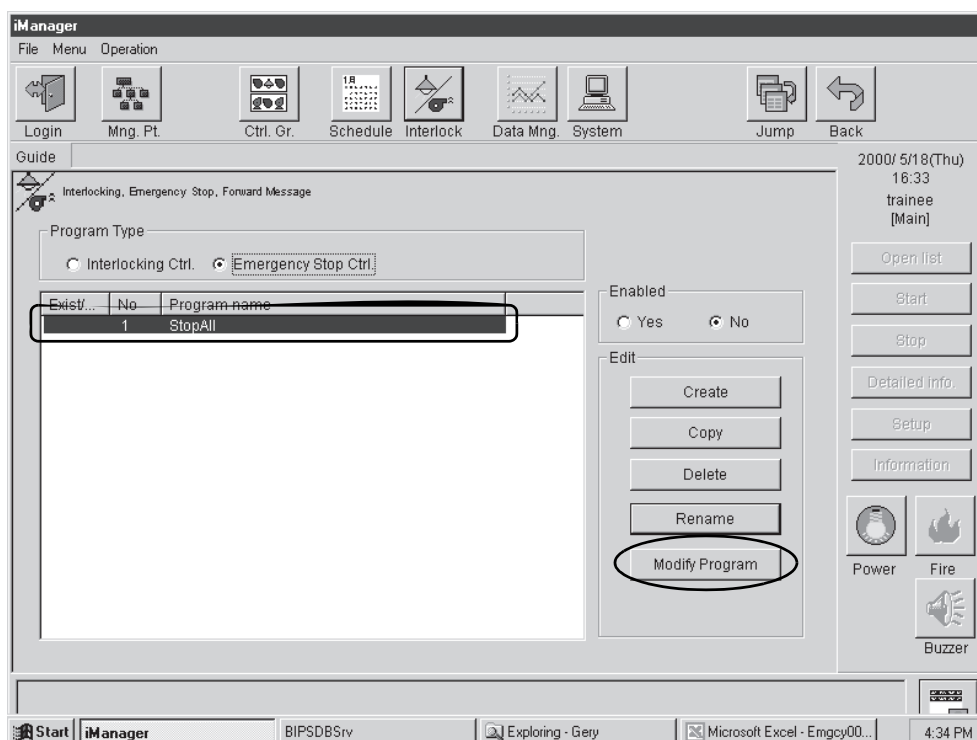 iManager
File Menu Operation
Login Mng. Pt. Ctrl. Gr. Schedule Interlock Data Mng. System Jump Back
1月
Guide
2000/ 5/18(Thu)
16:33
trainee
[Main]
Interlocking, Emergency Stop, Forward Message
Program Type
Interlocking Ctrl. Emergency Stop Ctrl.
Exist/... No Program name
1 StopAll
Enabled
Yes No
Edit
Create
Copy
Delete
Rename
Modify Program
Open list
Start
Stop
Detailed info.
Setup
Information
Power Fire
Buzzer
Start iManager BIPSDBSrv Exploring - Gery Microsoft Excel - Emgcy00... 4:34 PM